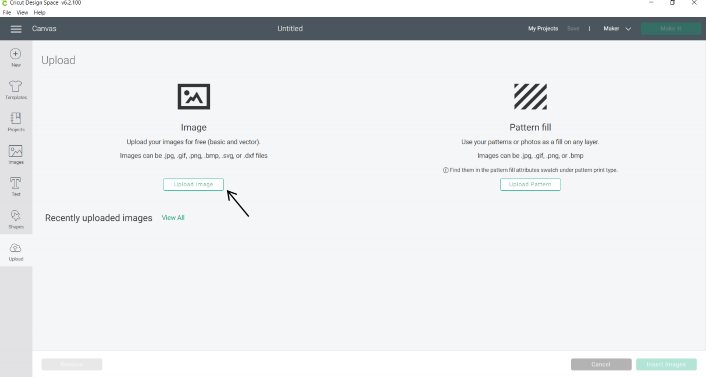 Cricut Design Space v6.2.100
File View Help
Canvas
Untitled
My Projects Save | Maker Make It
New
Templates
Projects
Images
Text
Shapes
Upload
Upload
Image
Upload your images for free (basic and vector).
Images can be .jpg, .gif, .png, .bmp, .svg, or .dxf files
Upload Image
Pattern fill
Use your patterns or photos as a fill on any layer.
Images can be .jpg, .gif, .png, or .bmp
Find them in the pattern fill attributes swatch under pattern print type.
Upload Pattern
Recently uploaded images View All
Cancel
Insert Images